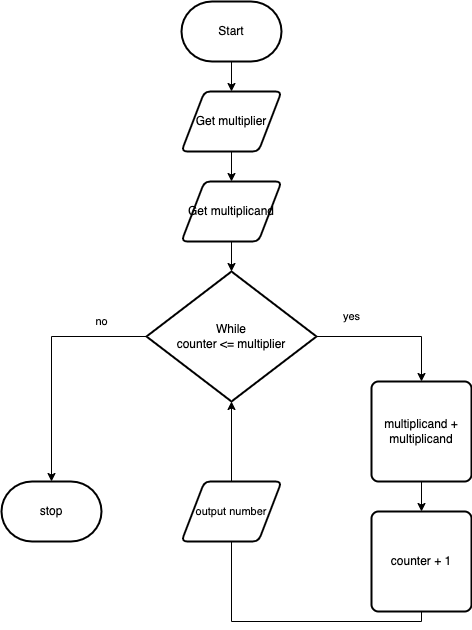 Start
Get multiplier
Get multiplicand
While
counter <= multiplier
no
yes
multiplicand +
multiplicand
stop
output number
counter + 1